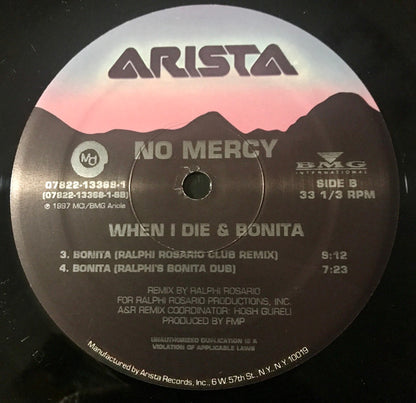 ARISTA
NO MERCY
MCI
BMG
INTERNATIONAL
07822-13368-1
(07822-13368-1-SB)
℗ 1997 MCI/BMG Ariola
SIDE B
33 1/3 RPM
WHEN I DIE & BONITA
3. BONITA (RALPHI ROSARIO CLUB REMIX) 9:12
4. BONITA (RALPHI'S BONITA DUB) 7:23
REMIX BY RALPHI ROSARIO
FOR RALPHI ROSARIO PRODUCTIONS, INC.
A&R REMIX COORDINATOR: HOSH GURELI
PRODUCED BY FMP
UNAUTHORIZED DUPLICATION IS A
VIOLATION OF APPLICABLE LAWS
Manufactured by Arista Records, Inc., 6 W 57th St., N.Y., N.Y. 10019